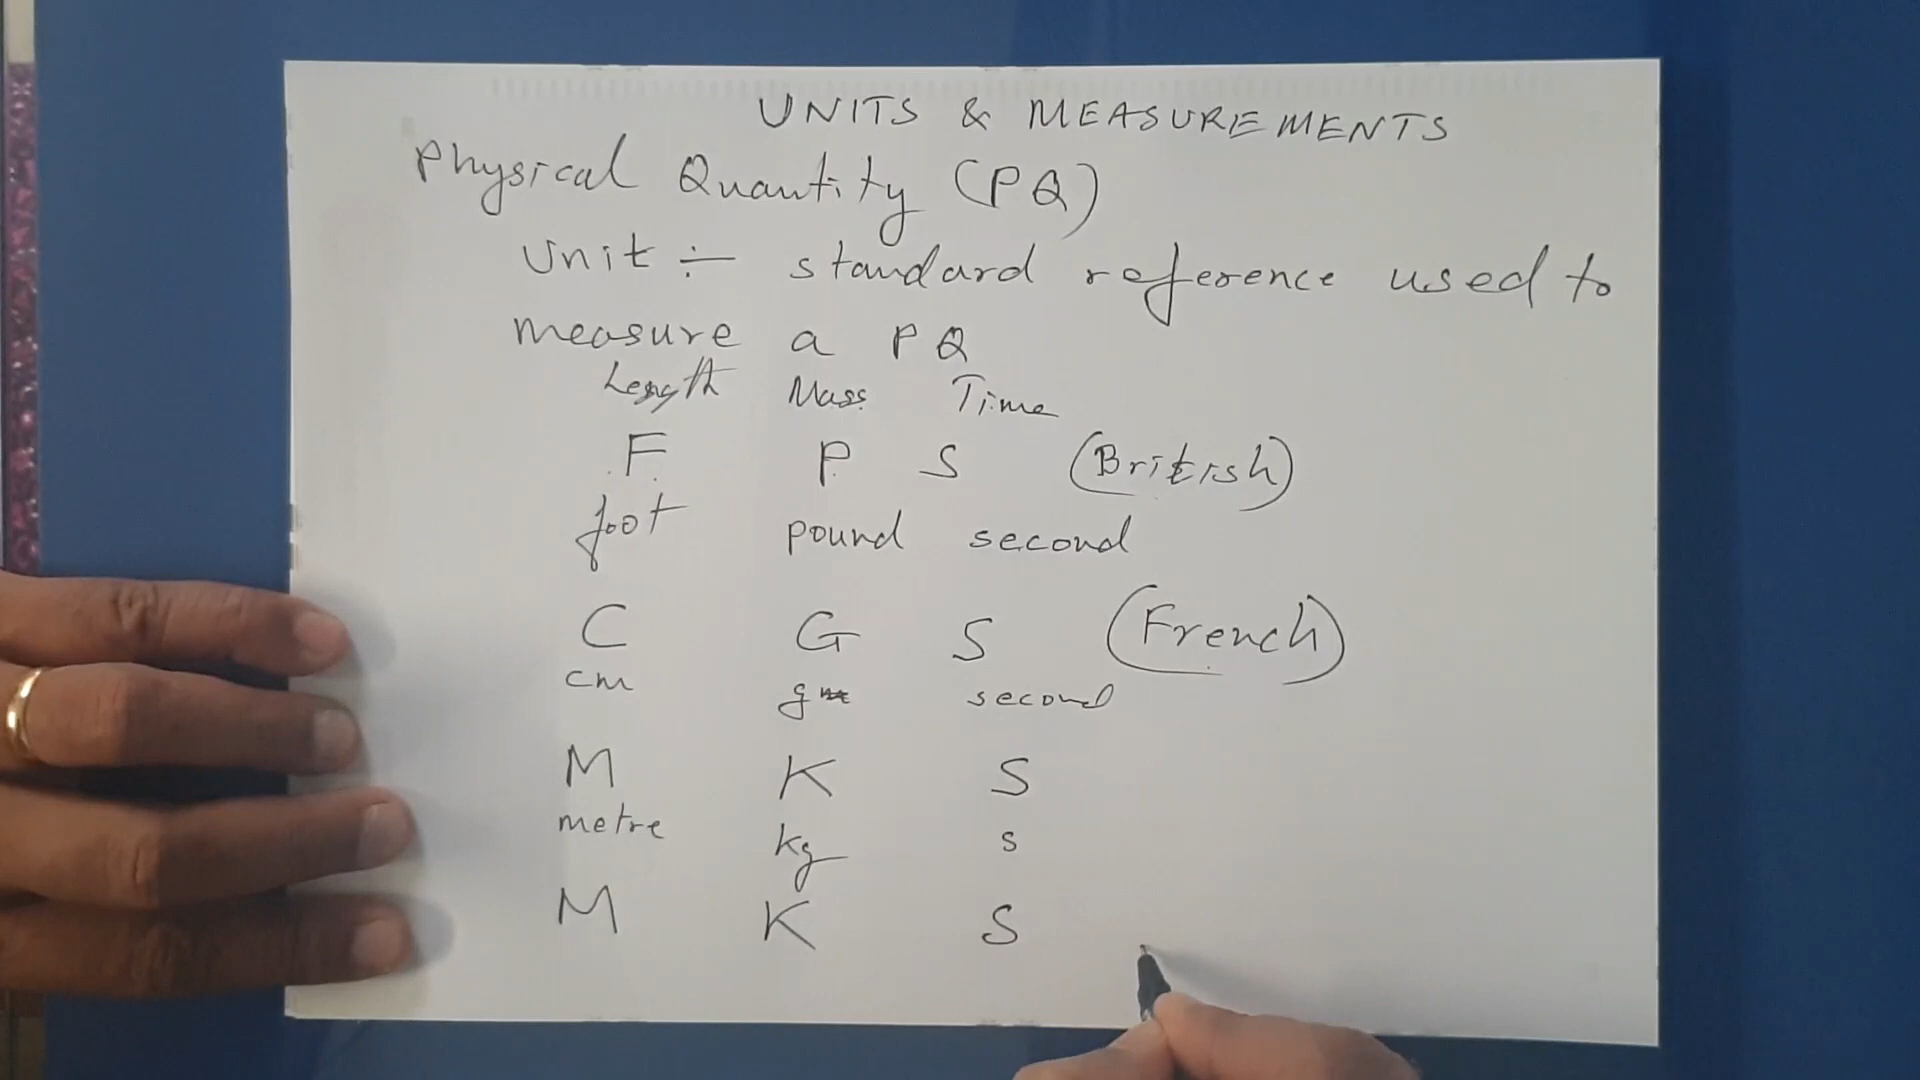 UNITS & MEASUREMENTS
Physical Quantity (PQ)
Unit ÷ standard reference used to
measure a PQ
Length Mass Time
F P S (British)
foot pound second
C G S (French)
cm g second
M K S
metre kg s
M K S